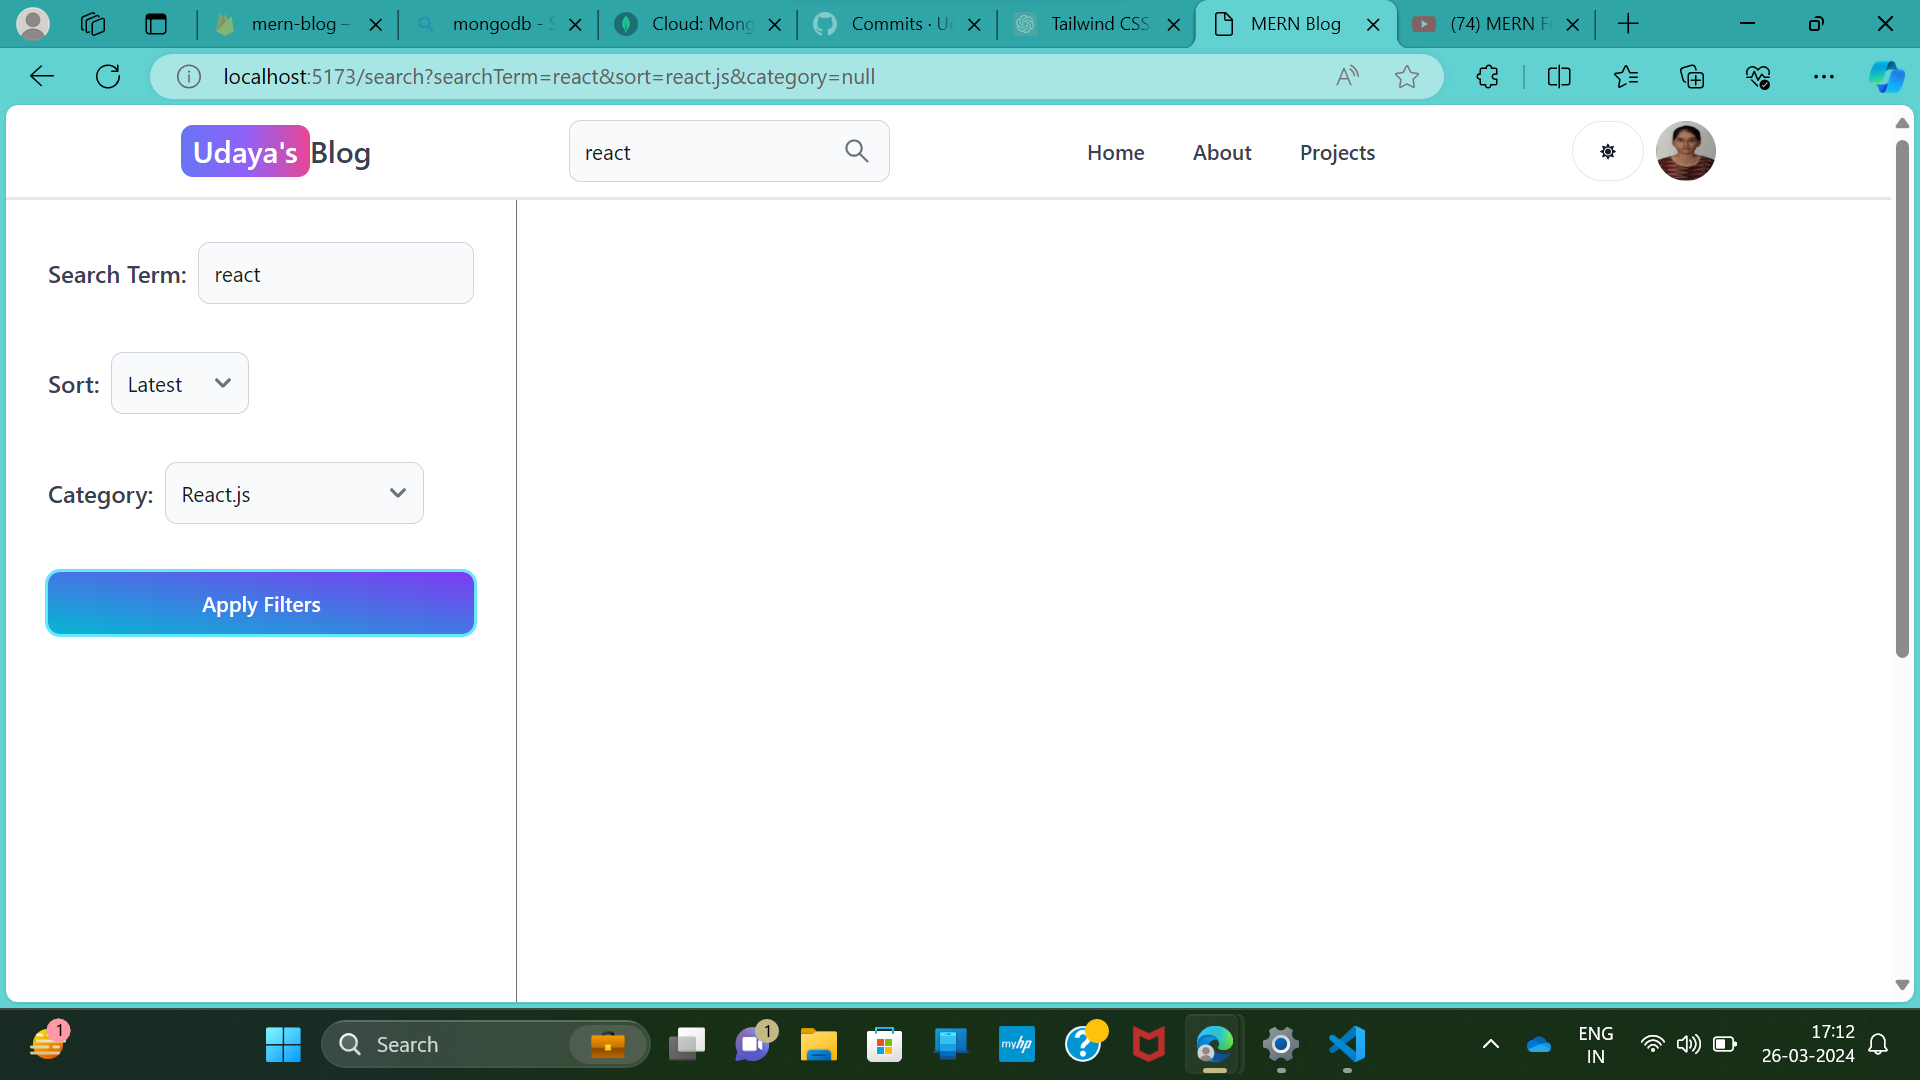 mern-blog –
mongodb - S
Cloud: Mong
Commits · Ud
Tailwind CSS
MERN Blog
(74) MERN F
localhost:5173/search?searchTerm=react&sort=react.js&category=null
Udaya's Blog
react
Home
About
Projects
Search Term:
react
Sort:
Latest
Category:
React.js
Apply Filters
1
Search
1
myhp
ENG
IN
17:12
26-03-2024